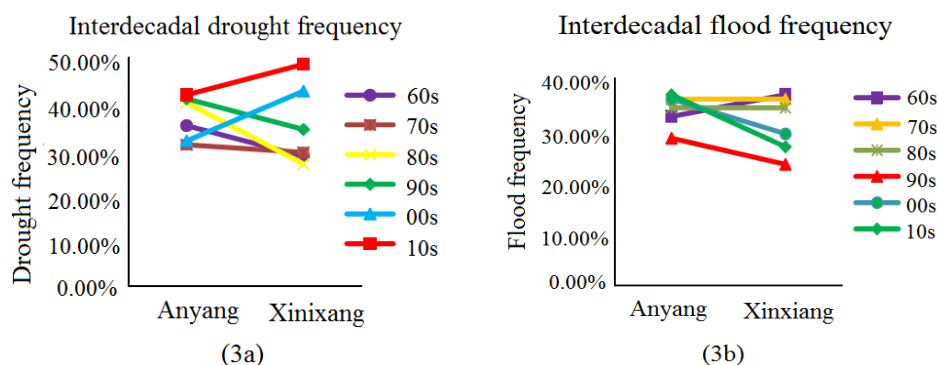 Interdecadal drought frequency
Drought frequency
50.00%
40.00%
30.00%
20.00%
10.00%
0.00%
Anyang
Xinixang
60s
70s
80s
90s
00s
10s
(3a)
Interdecadal flood frequency
Flood frequency
40.00%
30.00%
20.00%
10.00%
0.00%
Anyang
Xinxiang
60s
70s
80s
90s
00s
10s
(3b)